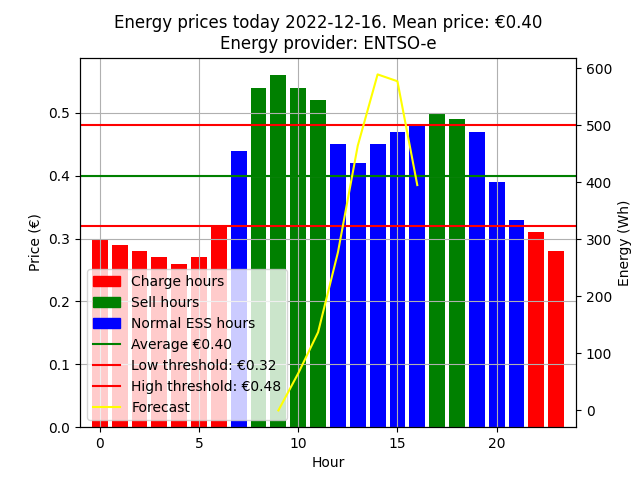 Energy prices today 2022-12-16. Mean price: €0.40
Energy provider: ENTSO-e
Price (€)
0.5
0.4
0.3
0.2
0.1
0.0
600
500
400
300
200
100
0
Energy (Wh)
Charge hours
Sell hours
Normal ESS hours
Average €0.40
Low threshold: €0.32
High threshold: €0.48
Forecast
0 5 10 15 20
Hour